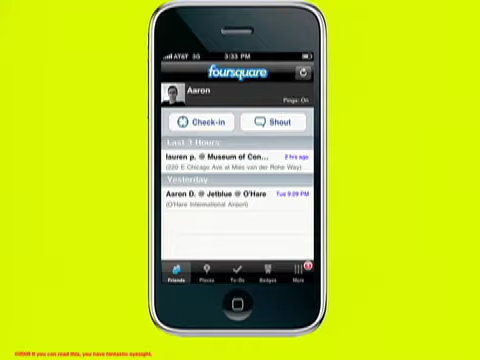 AT&T 3G 3:33 PM
foursquare
Aaron
Pings: On
Check-in Shout
Last 3 Hours
lauren p. @ Museum of Con... 2 hrs ago
(220 E Chicago Ave at Mies van der Rohe Way)
Yesterday
Aaron D. @ Jetblue @ O'Hare Tue 9:29 PM
(O'Hare International Airport)
Friends Places To-Do Badges More
if you can read this, you have fantastic eyesight.